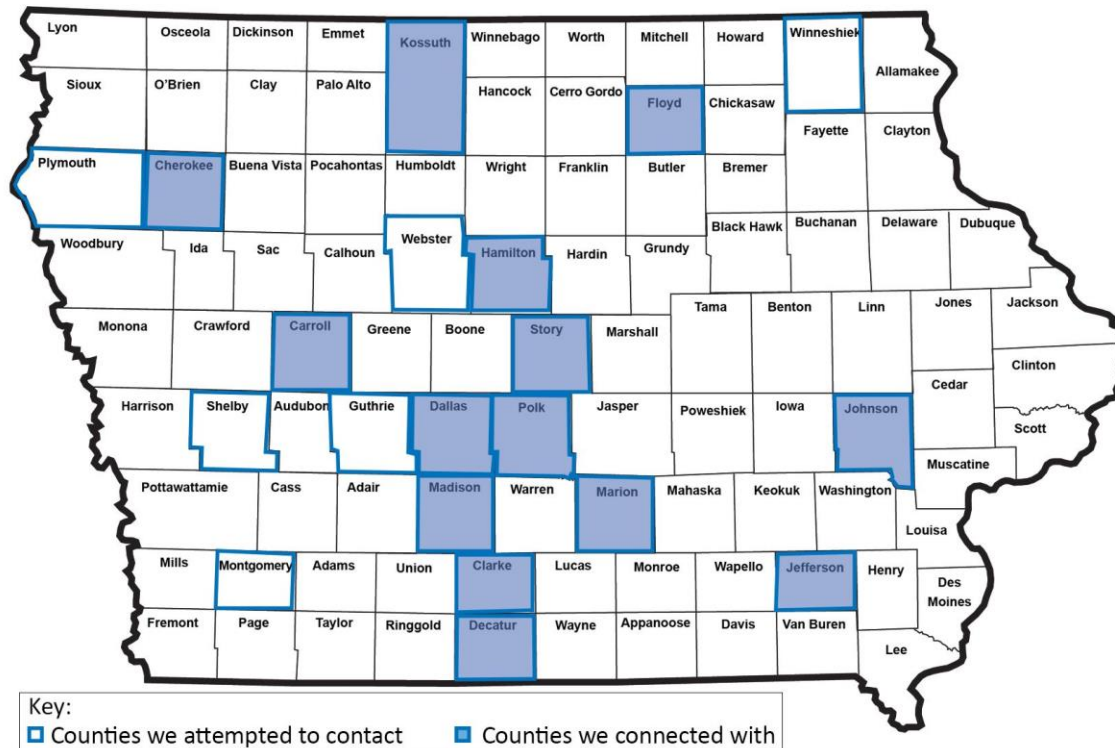 Lyon Osceola Dickinson Emmet Kossuth Winnebago Worth Mitchell Howard Winneshiek Allamakee
Sioux O'Brien Clay Palo Alto Hancock Cerro Gordo Floyd Chickasaw Fayette Clayton
Plymouth Cherokee Buena Vista Pocahontas Humboldt Wright Franklin Butler Bremer
Woodbury Ida Sac Calhoun Webster Hamilton Hardin Grundy Black Hawk Buchanan Delaware Dubuque
Monona Crawford Carroll Greene Boone Story Marshall Tama Benton Linn Jones Jackson
Clinton
Harrison Shelby Audubon Guthrie Dallas Polk Jasper Poweshiek Iowa Johnson Cedar
Scott
Muscatine
Pottawattamie Cass Adair Madison Warren Marion Mahaska Keokuk Washington
Louisa
Mills Montgomery Adams Union Clarke Lucas Monroe Wapello Jefferson Henry Des
Moines
Fremont Page Taylor Ringgold Decatur Wayne Appanoose Davis Van Buren Lee
Key:
Counties we attempted to contact Counties we connected with